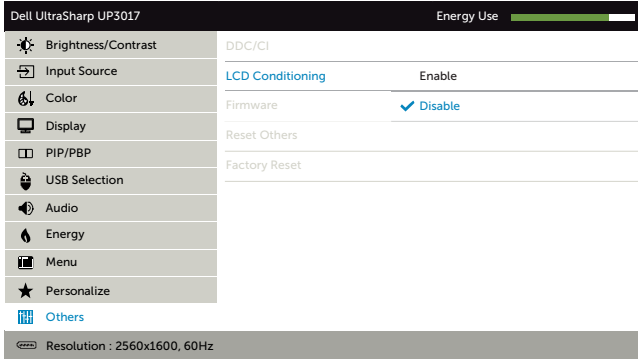 Dell UltraSharp UP3017 Energy Use
Brightness/Contrast DDC/CI
Input Source LCD Conditioning Enable
Color Firmware Disable
Display Reset Others
PIP/PBP Factory Reset
USB Selection
Audio
Energy
Menu
Personalize
Others
Resolution : 2560x1600, 60Hz